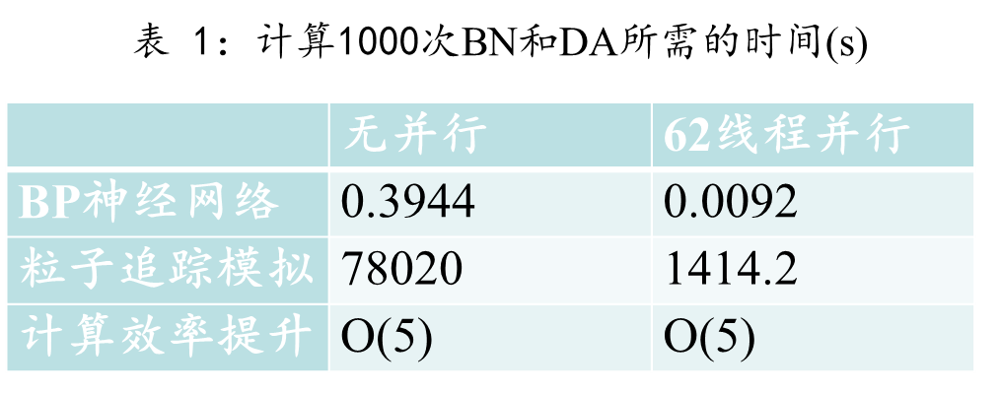 表 1：计算1000次BN和DA所需的时间(s)
无并行 62线程并行
BP神经网络 0.3944 0.0092
粒子追踪模拟 78020 1414.2
计算效率提升 O(5) O(5)